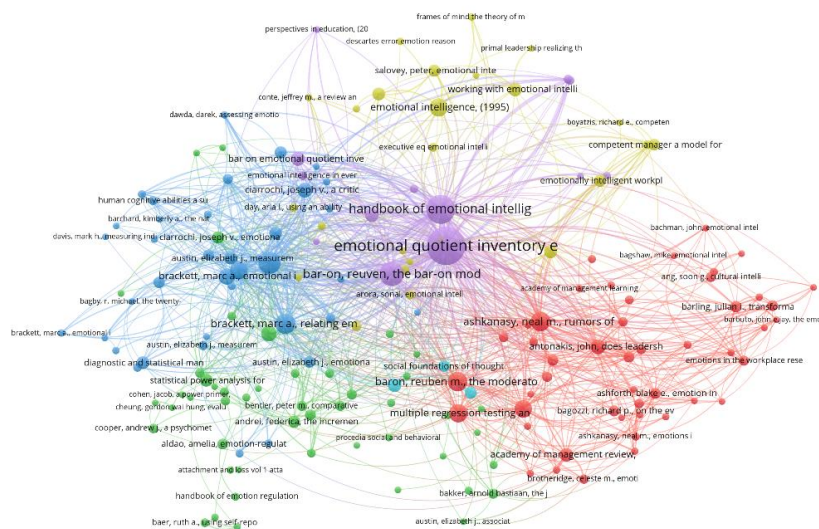 frames of mind the theory of m
perspectives in education, (20
descartes error emotion reason
primal leadership realizing th
salovey, peter, emotional inte
working with emotional intelli
conte, jeffrey m., a review an
emotional intelligence, (1995)
dawda, darek, assessing emotio
boyatzis, richard e., competen
executive eq emotional intelli
competent manager a model for
bar on emotional quotient inve
emotional intelligence in ever
emotionally intelligent workpl
ciarrochi, joseph v., a critic
human cognitive abilities a su
day, arla l., using an ability
handbook of emotional intellig
barchard, kimberly a., the nat
bachman, john, emotional intel
davis, mark h., measuring ind
ciarrochi, joseph v., emotiona
emotional quotient inventory e
bagshaw, mike, emotional intel
austin, elizabeth j., measurem
brackett, marc a., emotional i
bar-on, reuven, the bar-on mod
ang, soon g., cultural intelli
academy of management learning
arora, sonal, emotional intell
bagby, r. michael, the twenty-
barling, julian i., transforma
barbuto, john e jay, the emo
brackett, marc a., relating em
ashkanasy, neal m., rumors of
brackett, marc a., emotional i
austin, elizabeth j., measurem
antonakis, john, does leadersh
diagnostic and statistical man
austin, elizabeth j., emotiona
social foundations of thought
emotions in the workplace rese
statistical power analysis for
baron, reuben m., the moderato
cohen, jacob, a power primer,
ashforth, blake e., emotion in
cheung, gordon wai hung, evalu
bentler, peter m., comparative
multiple regression testing an
bagozzi, richard p., on the ev
cooper, andrew j., a psychomet
andrei, federica, the incremen
aldao, amelia, emotion-regulat
procedia social and behavioral
ashkanasy, neal m., emotions i
academy of management review,
attachment and loss vol 1 atta
brotheridge, celeste m., emoti
handbook of emotion regulation
bakker, arnold bastiaan, the j
baer, ruth a., using self-repo
austin, elizabeth j., associat